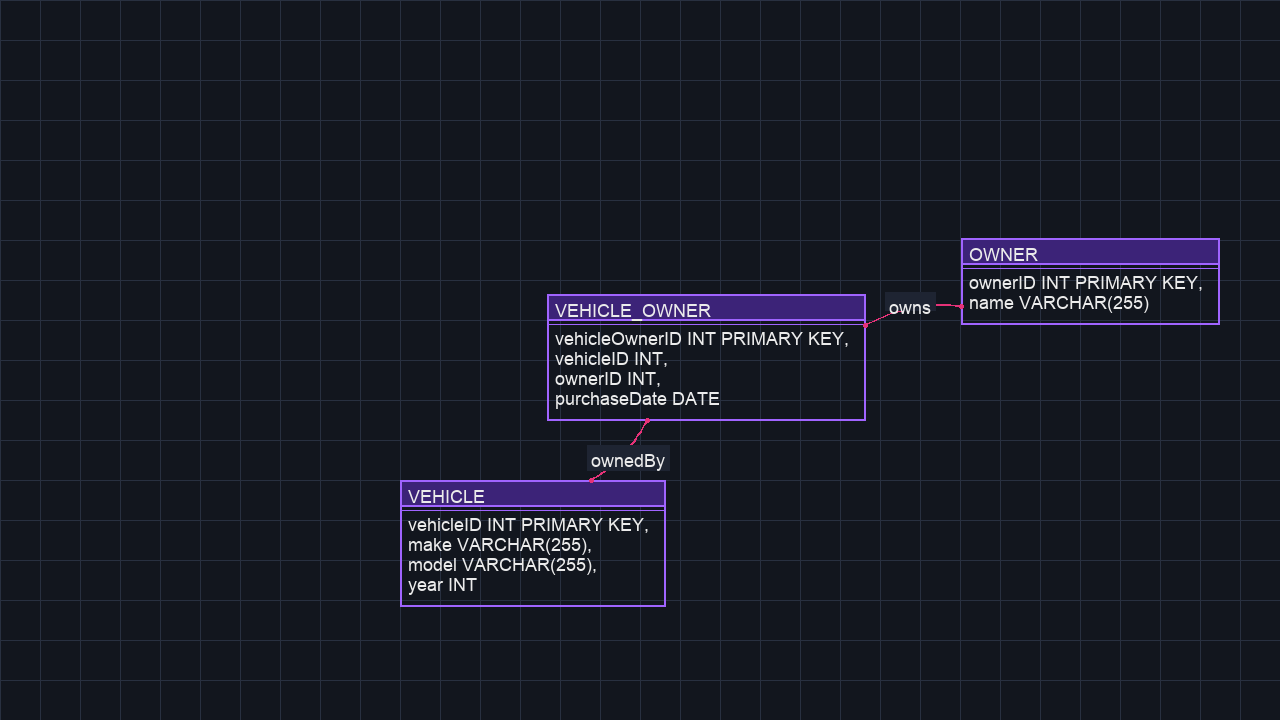 OWNER
ownerID INT PRIMARY KEY,
name VARCHAR(255)
owns
VEHICLE_OWNER
vehicleOwnerID INT PRIMARY KEY,
vehicleID INT,
ownerID INT,
purchaseDate DATE
ownedBy
VEHICLE
vehicleID INT PRIMARY KEY,
make VARCHAR(255),
model VARCHAR(255),
year INT